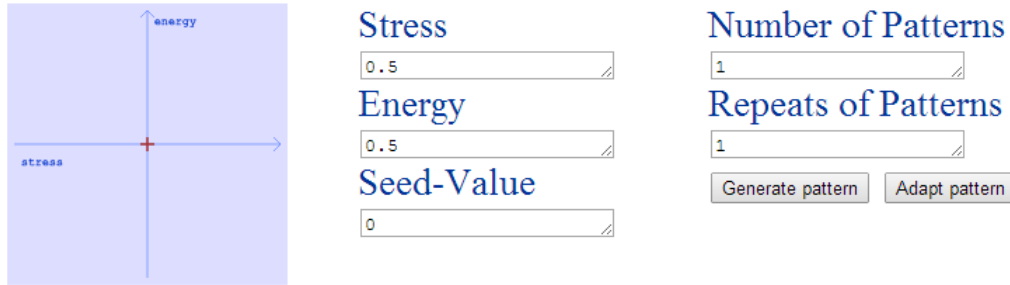 energy
stress
Stress
0.5
Energy
0.5
Seed-Value
0
Number of Patterns
1
Repeats of Patterns
1
Generate pattern
Adapt pattern